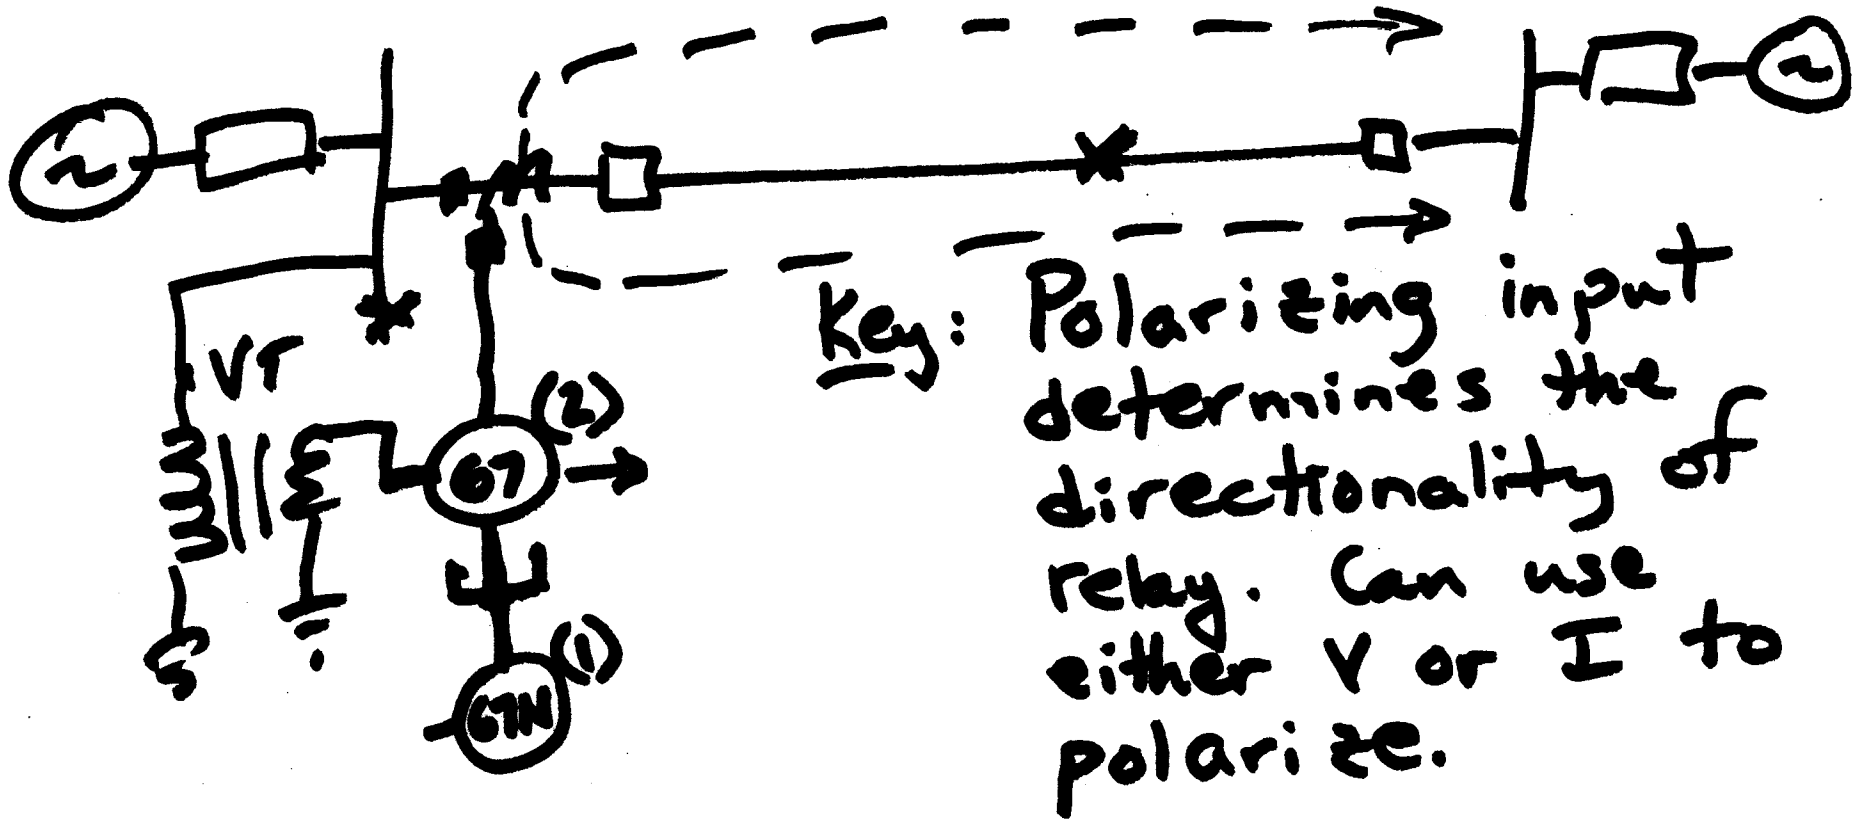 VT
(2)
67
(1)
67N
Key: Polarizing input
determines the
directionality of
relay. Can use
either V or I to
polarize.